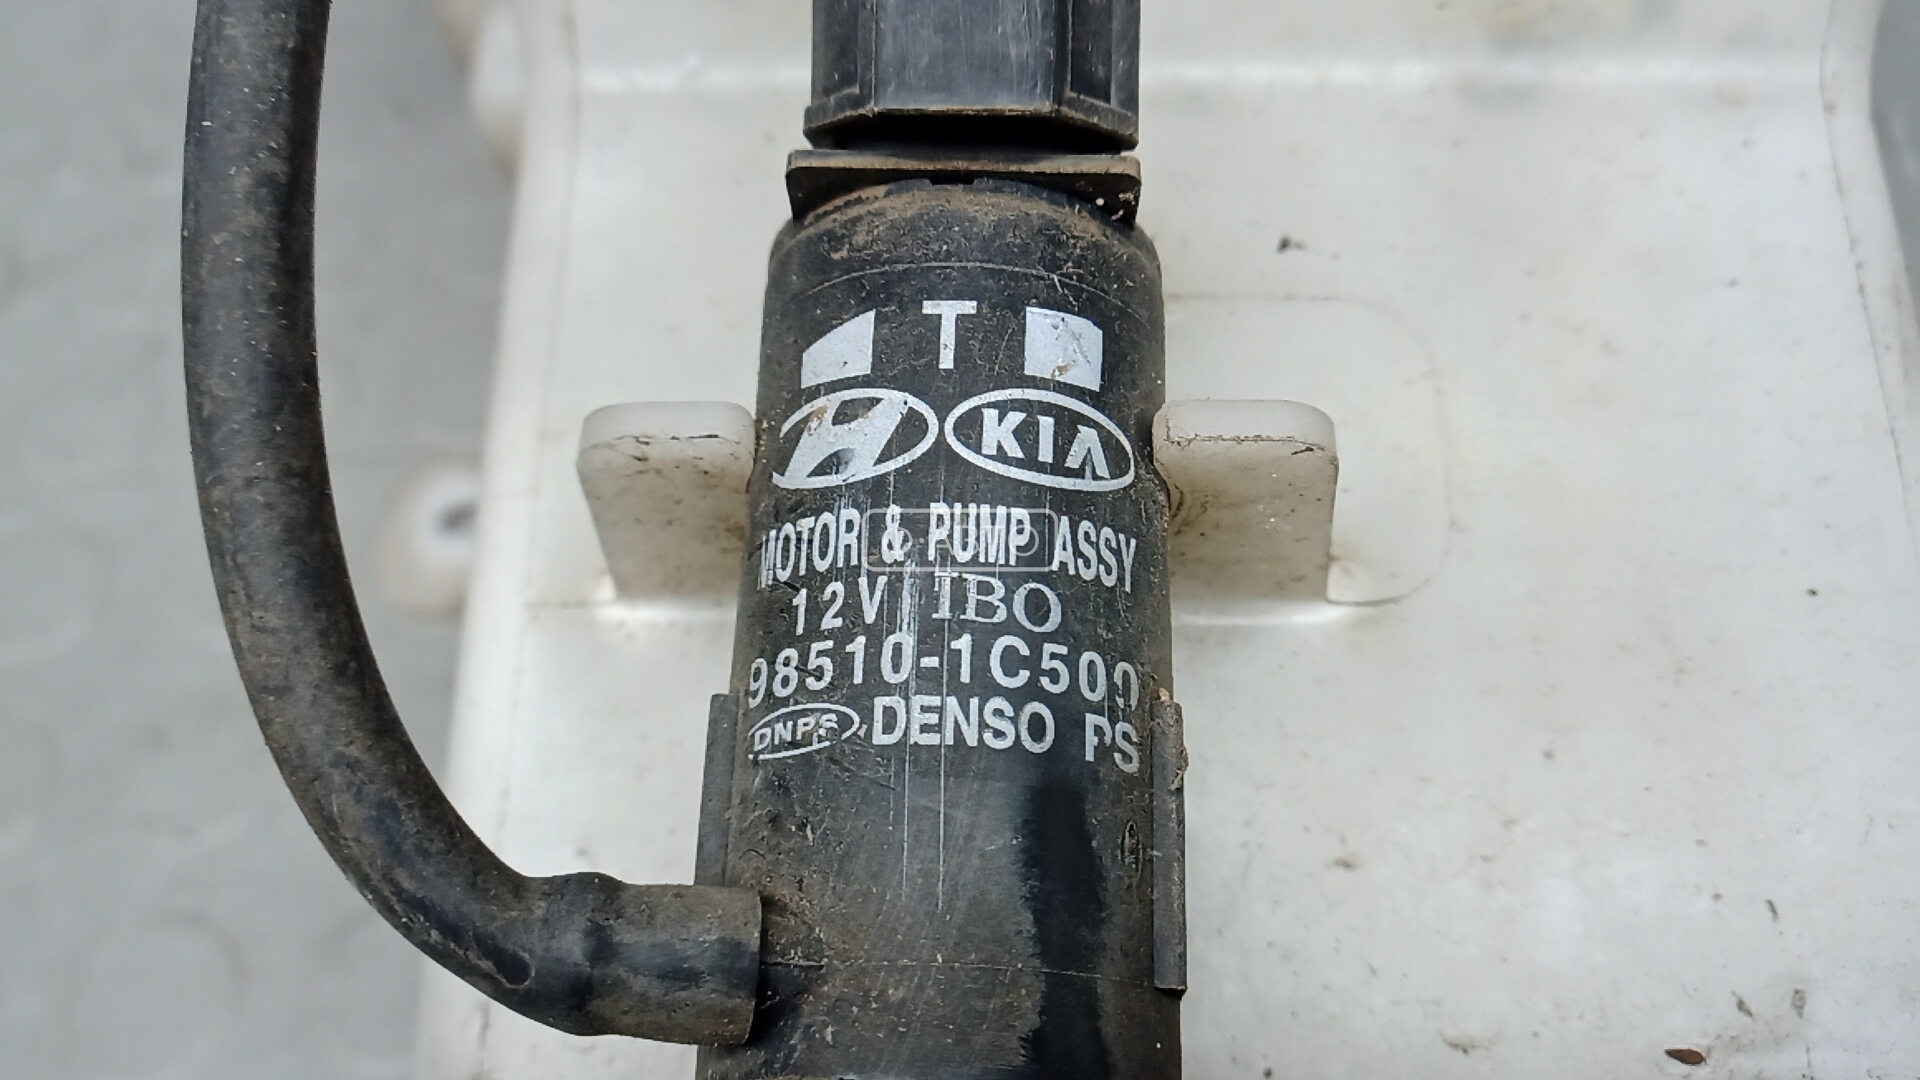 T
KIA
MOTOR & PUMP ASSY
12V IBO
98510-1C500
DNPS DENSO PS